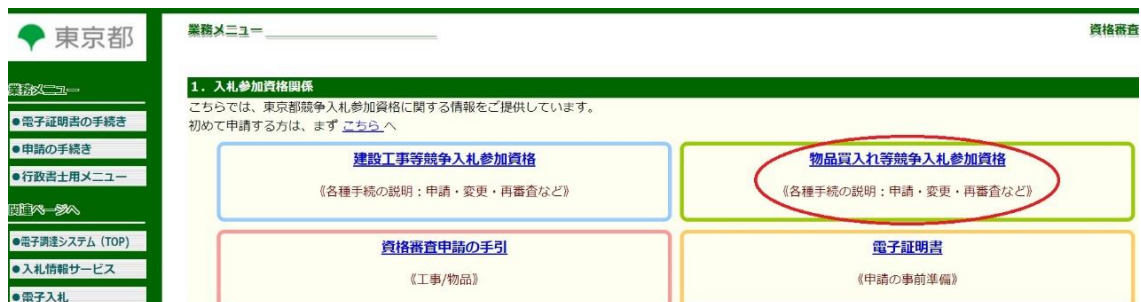 東京都
業務メニュー
資格審査
業務メニュー
●電子証明書の手続き
●申請の手続き
●行政書士用メニュー
関連ページへ
●電子調達システム（TOP）
●入札情報サービス
●電子入札
1．入札参加資格関係
こちらでは、東京都競争入札参加資格に関する情報をご提供しています。
初めて申請する方は、まず こちら へ
建設工事等競争入札参加資格
《各種手続の説明：申請・変更・再審査など》
物品買入れ等競争入札参加資格
《各種手続の説明：申請・変更・再審査など》
資格審査申請の手引
《工事/物品》
電子証明書
《申請の事前準備》